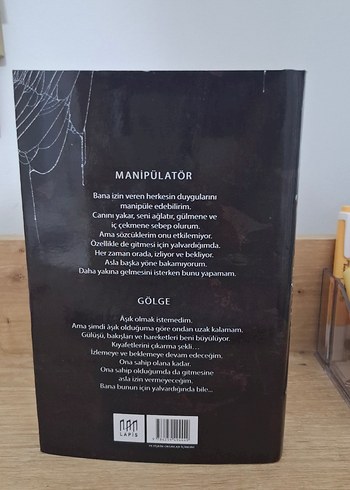 MANİPÜLATÖR
Bana izin veren herkesin duygularını
manipüle edebilirim.
Canını yakar, seni ağlatır, gülmene ve
iç çekmene sebep olurum.
Ama sözcüklerim onu etkilemiyor.
Özellikle de gitmesi için yalvardığımda.
Her zaman orada, izliyor ve bekliyor.
Asla başka yöne bakamıyorum.
Daha yakına gelmesini isterken bunu yapamam.
GÖLGE
Âşık olmak istemedim.
Ama şimdi âşık olduğuma göre ondan uzak kalamam.
Gülüşü, bakışları ve hareketleri beni büyülüyor.
Kıyafetlerini çıkarma şekli...
İzlemeye ve beklemeye devam edeceğim.
Ona sahip olana kadar.
Ona sahip olduğumda da gitmesine
asla izin vermeyeceğim.
Bana bunun için yalvardığında bile...
LAPİS